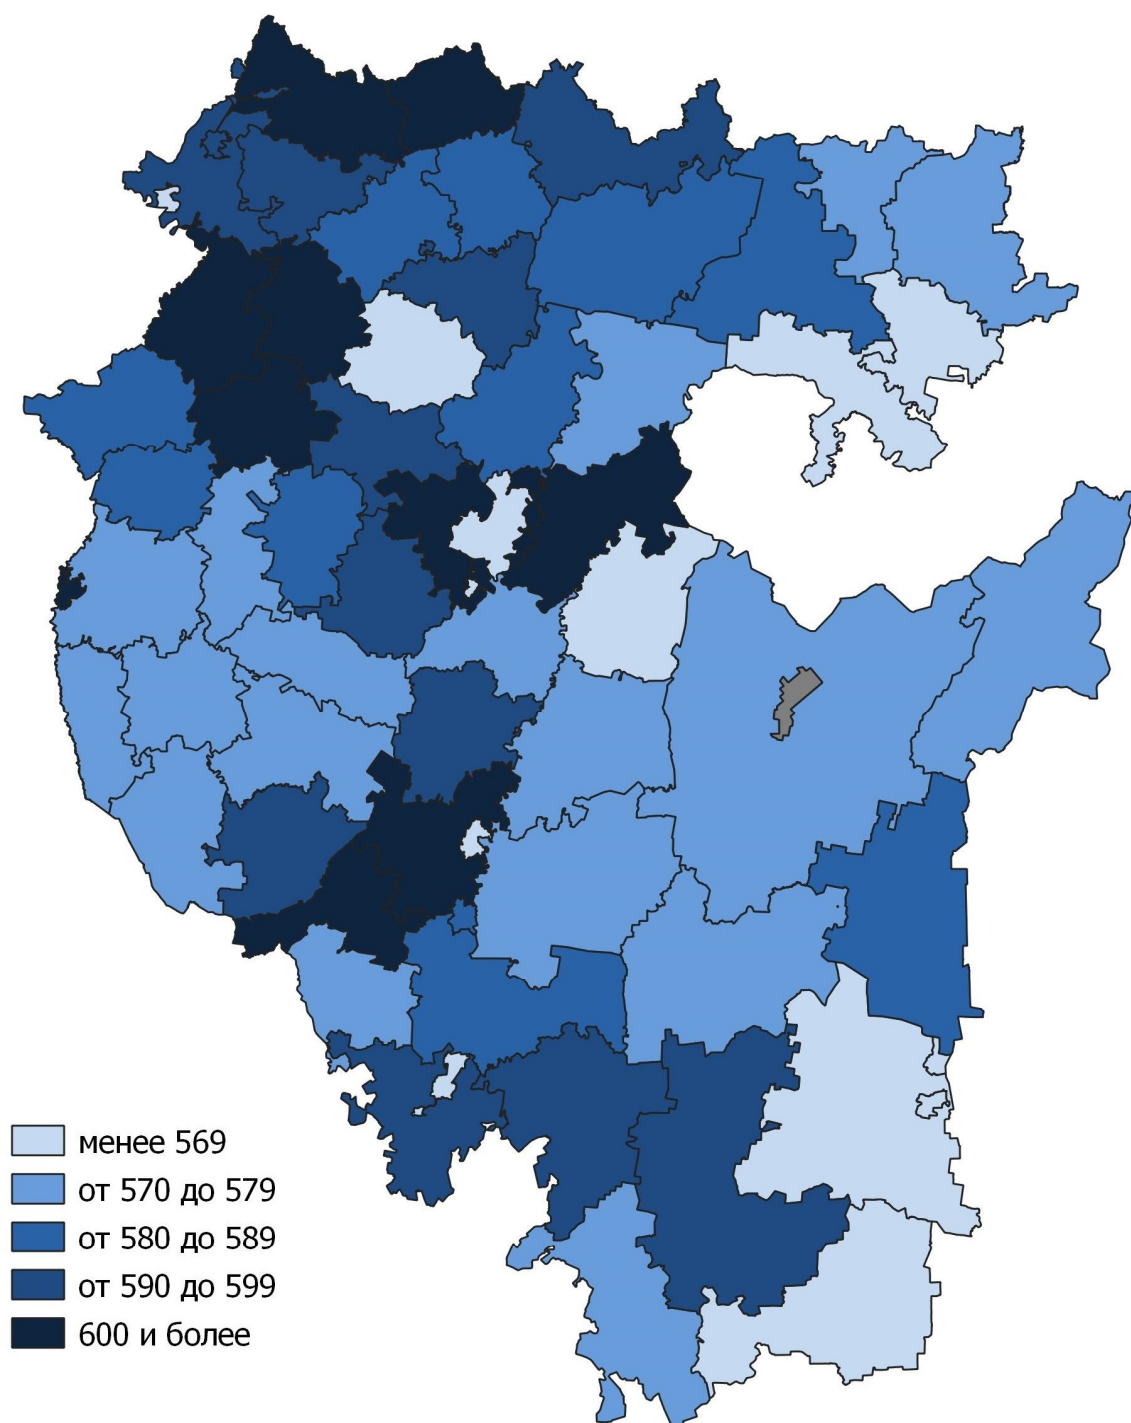 менее 569
от 570 до 579
от 580 до 589
от 590 до 599
600 и более